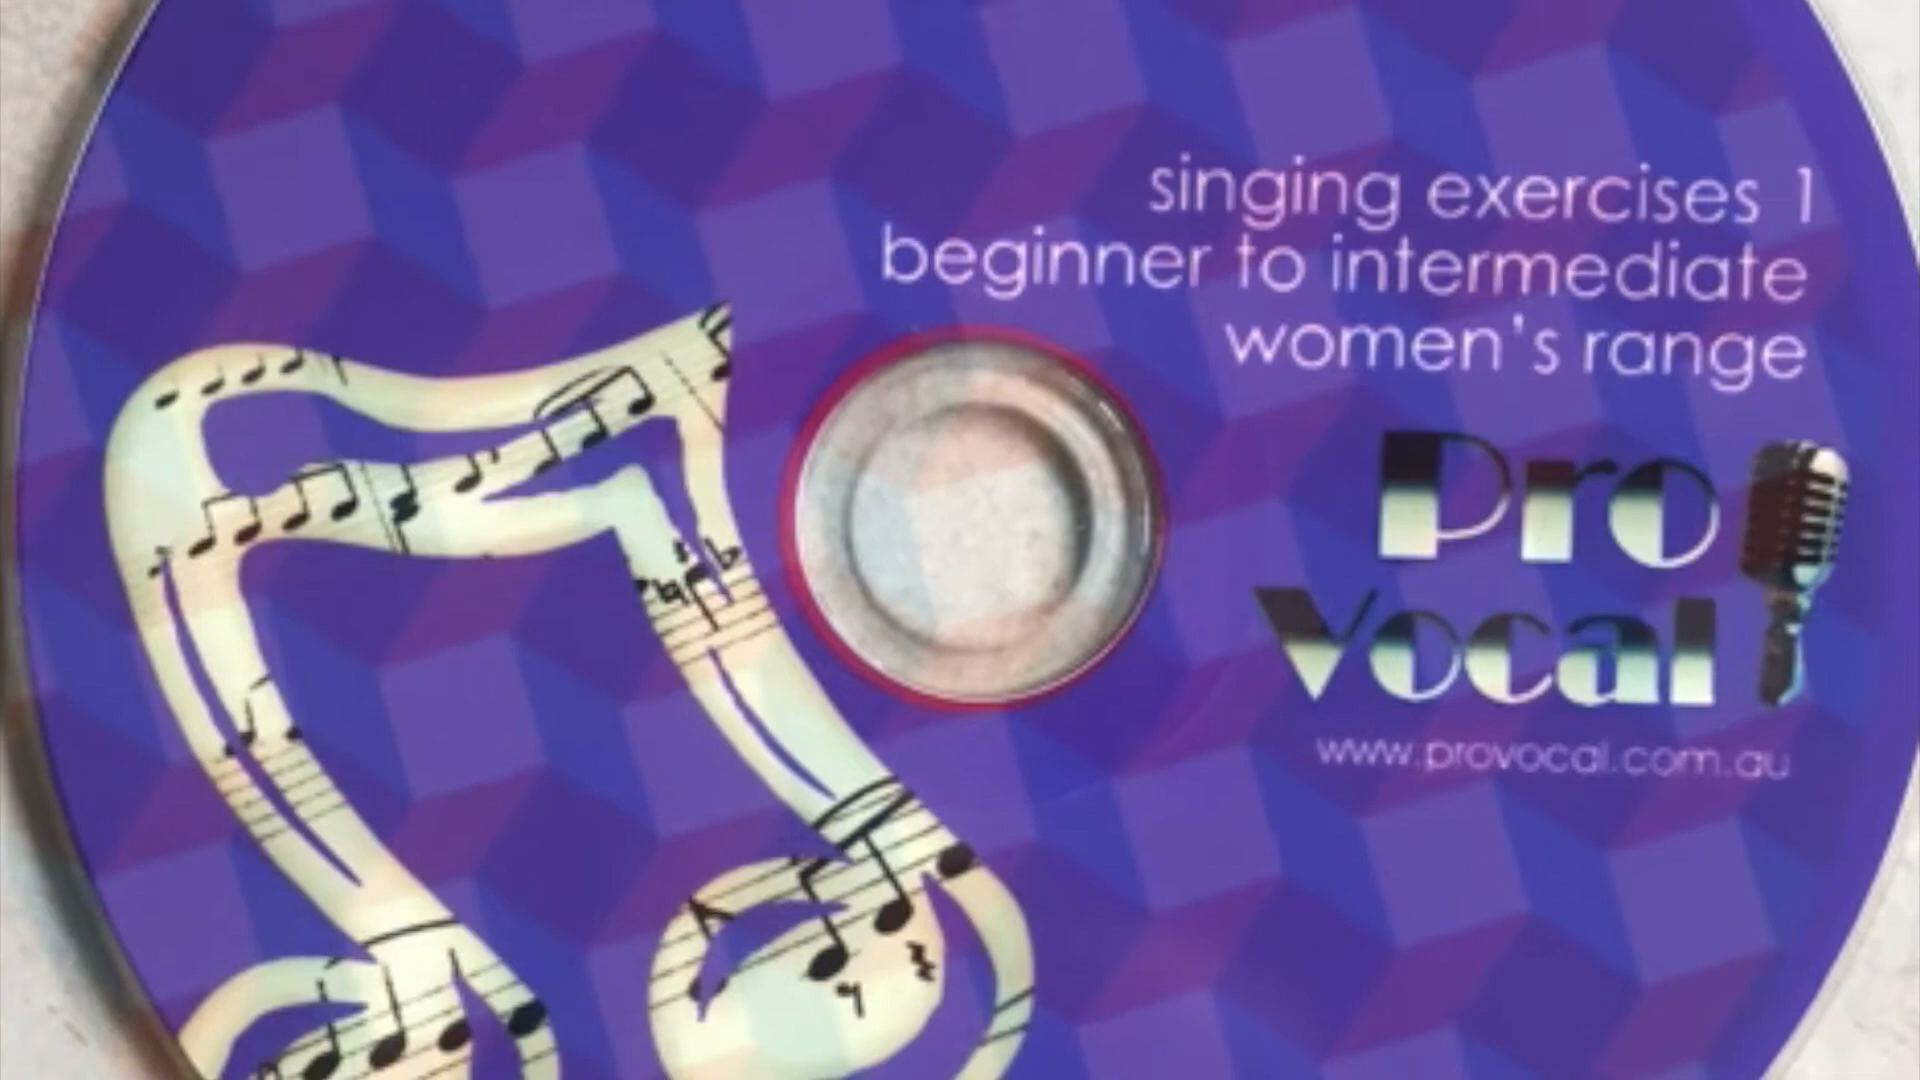 singing exercises 1
beginner to intermediate
women's range
Pro
Vocal
www.provocal.com.au